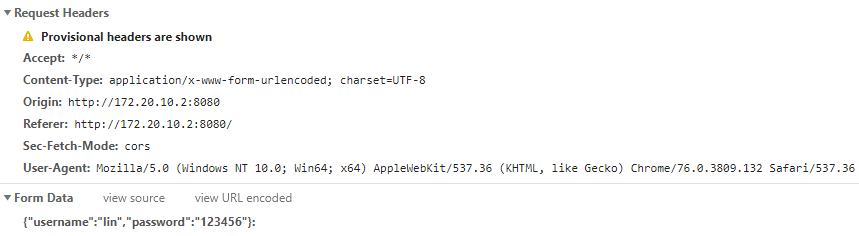 Request Headers
Provisional headers are shown
Accept: */*
Content-Type: application/x-www-form-urlencoded; charset=UTF-8
Origin: http://172.20.10.2:8080
Referer: http://172.20.10.2:8080/
Sec-Fetch-Mode: cors
User-Agent: Mozilla/5.0 (Windows NT 10.0; Win64; x64) AppleWebKit/537.36 (KHTML, like Gecko) Chrome/76.0.3809.132 Safari/537.36
Form Data view source view URL encoded
{"username":"lin","password":"123456"}: